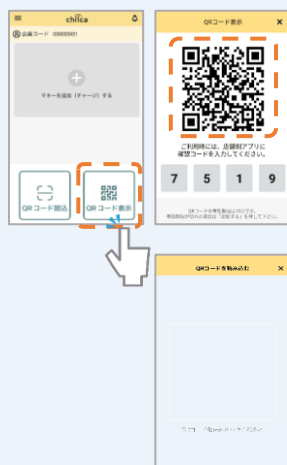 chiica
会員コード 00000001
マネーを追加（チャージ）する
QRコード読込
QRコード表示
QRコード表示 ×
ご利用時には、店舗側アプリに
確認コードを入力してください。
7 5 1 9
QRコードを読み込む ×